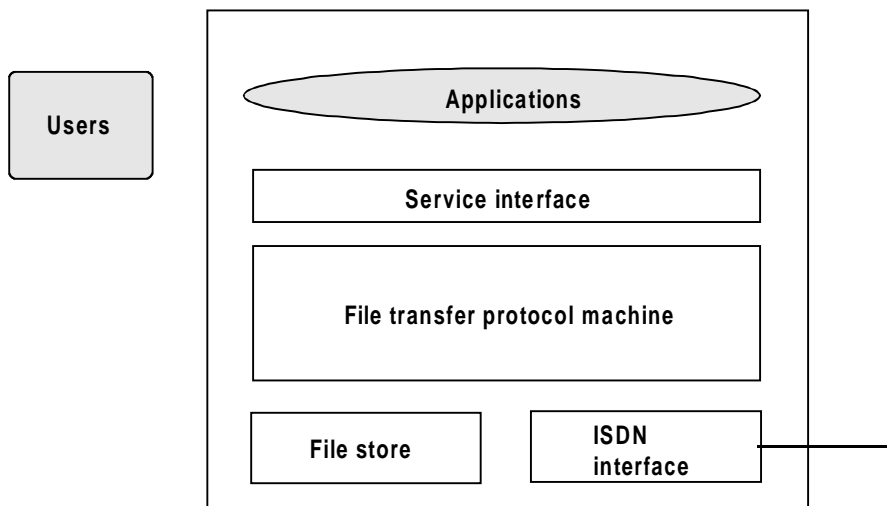 Users
Applications
Service interface
File transfer protocol machine
File store
ISDN
interface